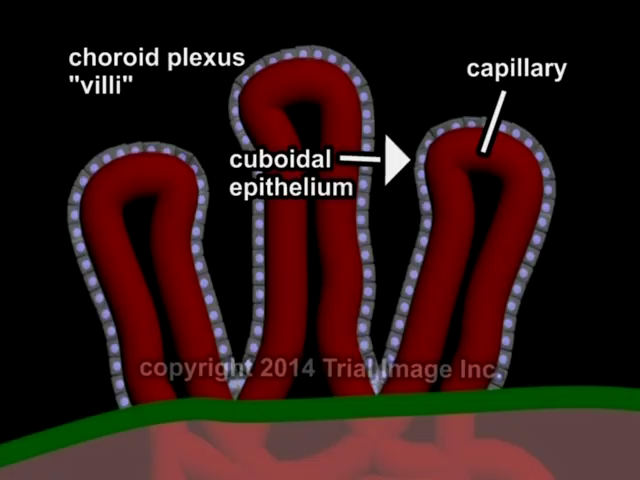 choroid plexus
"villi"
capillary
cuboidal
epithelium
copyright 2014 Trial Image Inc.